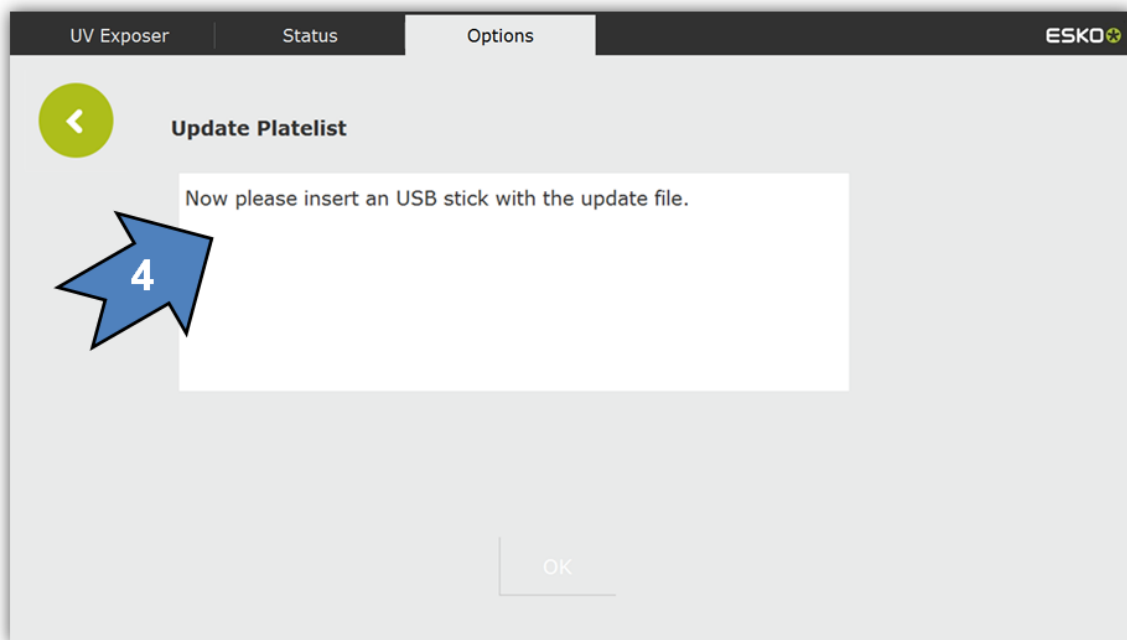 UV Exposer Status Options ESKO
Update Platelist
Now please insert an USB stick with the update file.
4
OK